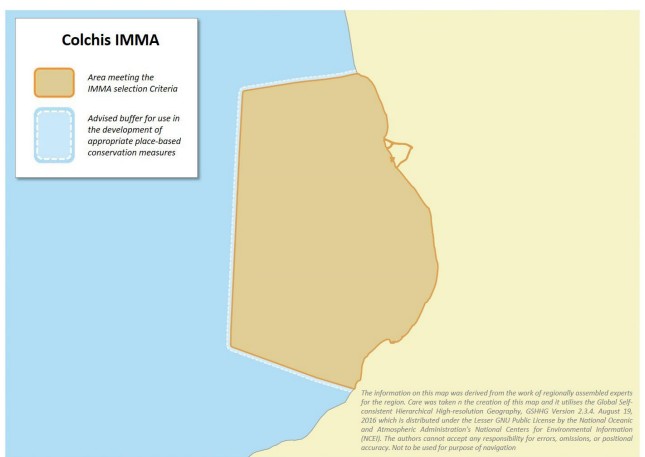 Colchis IMMA
Area meeting the
IMMA selection Criteria
Advised buffer for use in
the development of
appropriate place-based
conservation measures
The information on this map was derived from the work of regionally assembled experts
for the region. Care was taken n the creation of this map and it utilises the Global Self-
consistent Hierarchical High-resolution Geography, GSHHG Version 2.3.4. August 19,
2016 which is distributed under the Lesser GNU Public License by the National Oceanic
and Atmospheric Administration's National Centers for Environmental Information
(NCEI). The authors cannot accept any responsibility for errors, omissions, or positional
accuracy. Not to be used for purpose of navigation